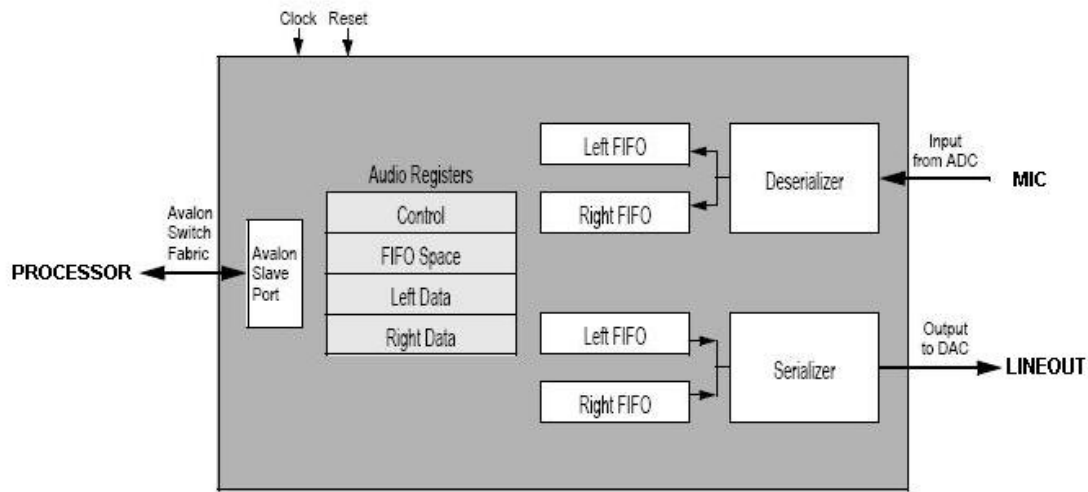 Clock Reset
Left FIFO
Right FIFO
Deserializer
Input
from ADC
MIC
Audio Registers
Control
FIFO Space
Left Data
Right Data
Avalon
Switch
Fabric
PROCESSOR
Avalon
Slave
Port
Left FIFO
Right FIFO
Serializer
Output
to DAC
LINEOUT